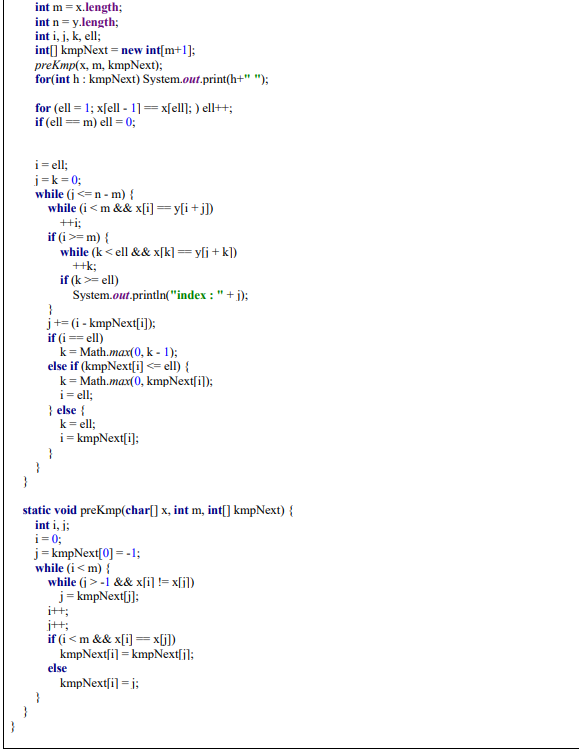 int m = x.length;
int n = y.length;
int i, j, k, ell;
int[] kmpNext = new int[m+1];
preKmp(x, m, kmpNext);
for(int h : kmpNext) System.out.print(h+" ");
for (ell = 1; x[ell - 1] == x[ell]; ) ell++;
if (ell == m) ell = 0;
i = ell;
j = k = 0;
while (j <= n - m) {
while (i < m && x[i] == y[i + j])
++i;
if (i >= m) {
while (k < ell && x[k] == y[j + k])
++k;
if (k >= ell)
System.out.println("index : " + j);
}
j += (i - kmpNext[i]);
if (i == ell)
k = Math.max(0, k - 1);
else if (kmpNext[i] <= ell) {
k = Math.max(0, kmpNext[i]);
i = ell;
} else {
k = ell;
i = kmpNext[i];
}
}
}
static void preKmp(char[] x, int m, int[] kmpNext) {
int i, j;
i = 0;
j = kmpNext[0] = -1;
while (i < m) {
while (j > -1 && x[i] != x[j])
j = kmpNext[j];
i++;
j++;
if (i < m && x[i] == x[j])
kmpNext[i] = kmpNext[j];
else
kmpNext[i] = j;
}
}
}